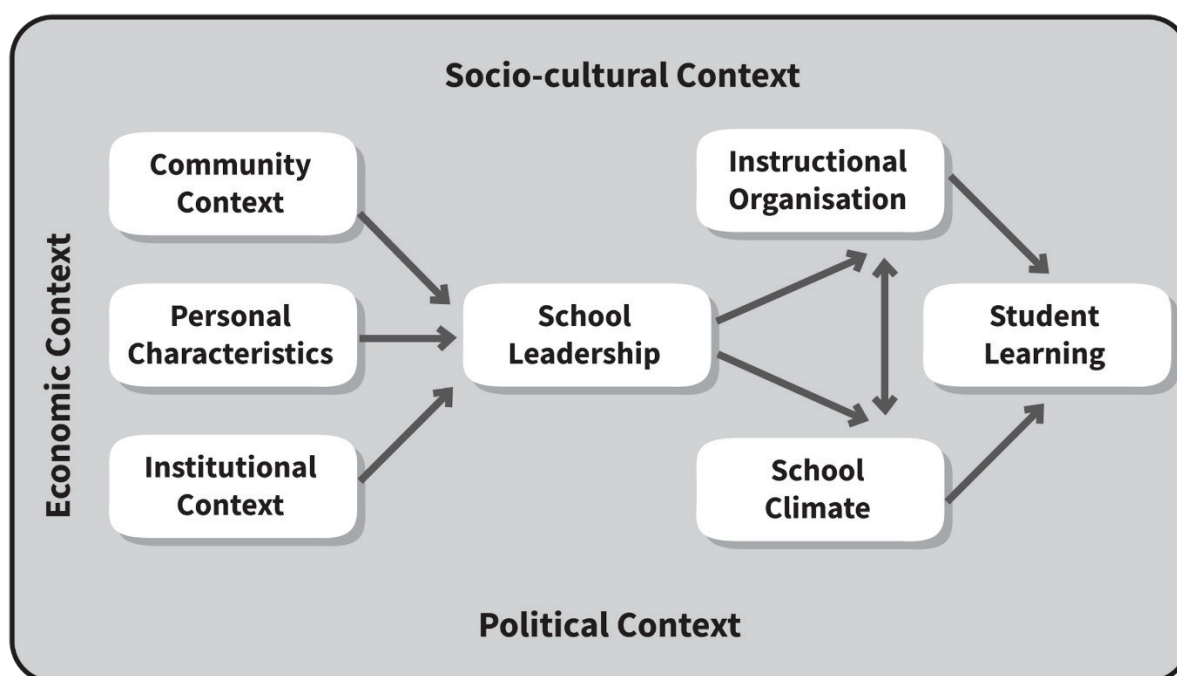 Socio-cultural Context
Community
Context
Instructional
Organisation
Economic Context
Personal
Characteristics
School
Leadership
Student
Learning
Institutional
Context
School
Climate
Political Context